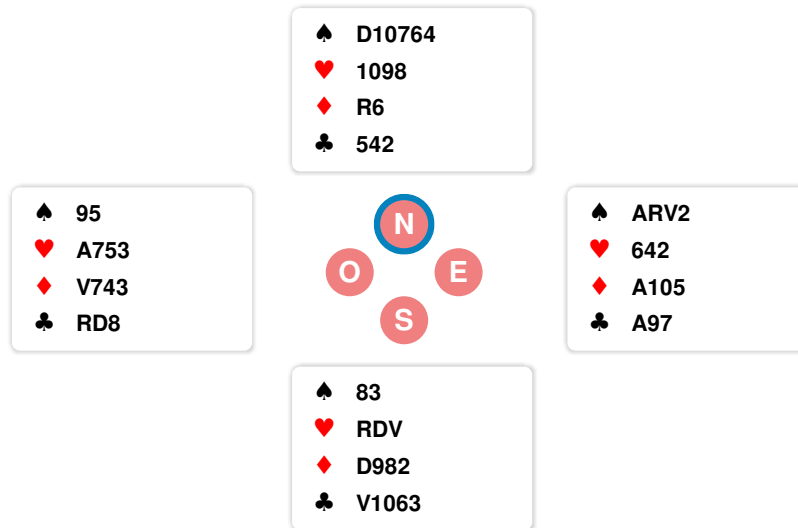 ♠ D10764
♥ 1098
♦ R6
♣ 542
♠ 95
♥ A753
♦ V743
♣ RD8
N
O E
S
♠ ARV2
♥ 642
♦ A105
♣ A97
♠ 83
♥ RDV
♦ D982
♣ V1063